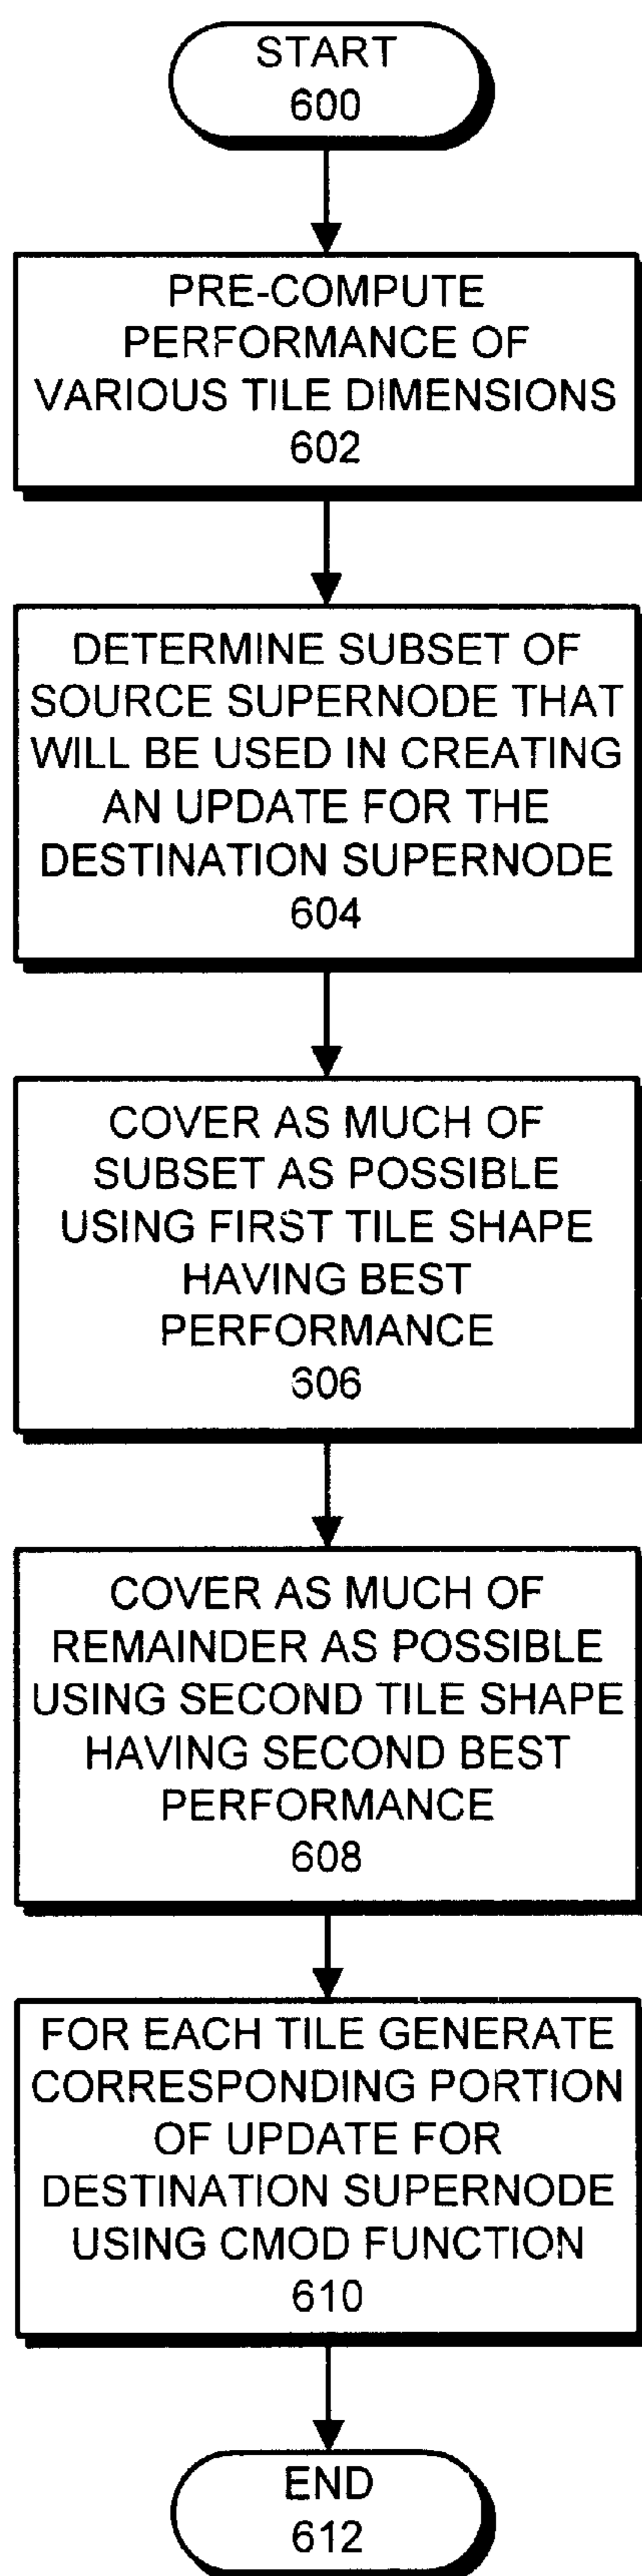 START
600
PRE-COMPUTE
PERFORMANCE OF
VARIOUS TILE DIMENSIONS
602
DETERMINE SUBSET OF
SOURCE SUPERNODE THAT
WILL BE USED IN CREATING
AN UPDATE FOR THE
DESTINATION SUPERNODE
604
COVER AS MUCH OF
SUBSET AS POSSIBLE
USING FIRST TILE SHAPE
HAVING BEST
PERFORMANCE
606
COVER AS MUCH OF
REMAINDER AS POSSIBLE
USING SECOND TILE SHAPE
HAVING SECOND BEST
PERFORMANCE
608
FOR EACH TILE GENERATE
CORRESPONDING PORTION
OF UPDATE FOR
DESTINATION SUPERNODE
USING CMOD FUNCTION
610
END
612